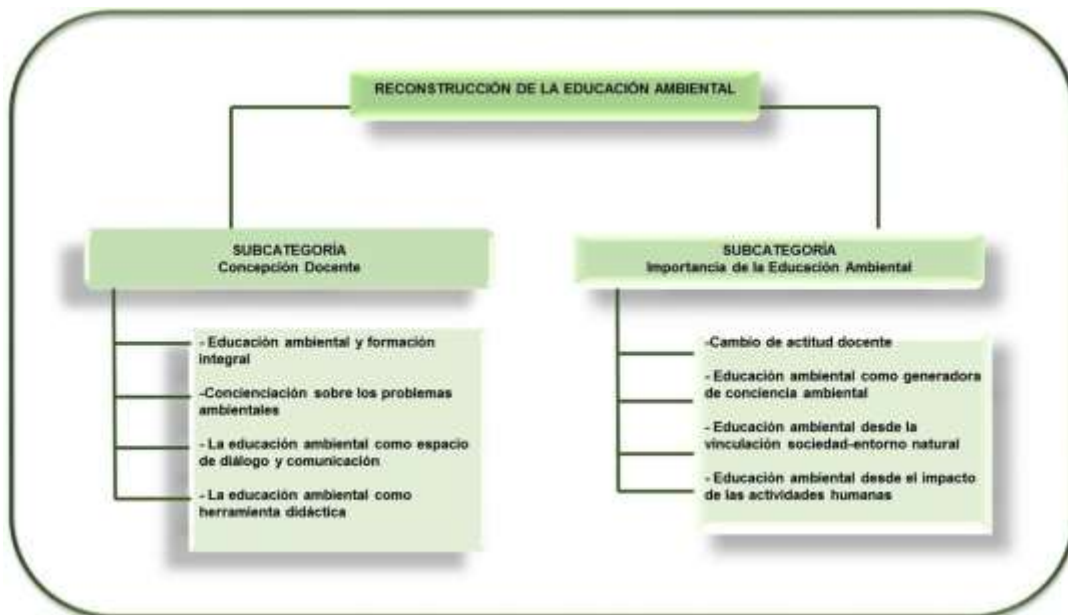 RECONSTRUCCIÓN DE LA EDUCACIÓN AMBIENTAL
SUBCATEGORÍA
Concepción Docente
- Educación ambiental y formación
integral
-Concienciación sobre los problemas
ambientales
- La educación ambiental como espacio
de diálogo y comunicación
- La educación ambiental como
herramienta didáctica
SUBCATEGORÍA
Importancia de la Educación Ambiental
-Cambio de actitud docente
- Educación ambiental como generadora
de conciencia ambiental
- Educación ambiental desde la
vinculación sociedad-entorno natural
- Educación ambiental desde el impacto
de las actividades humanas